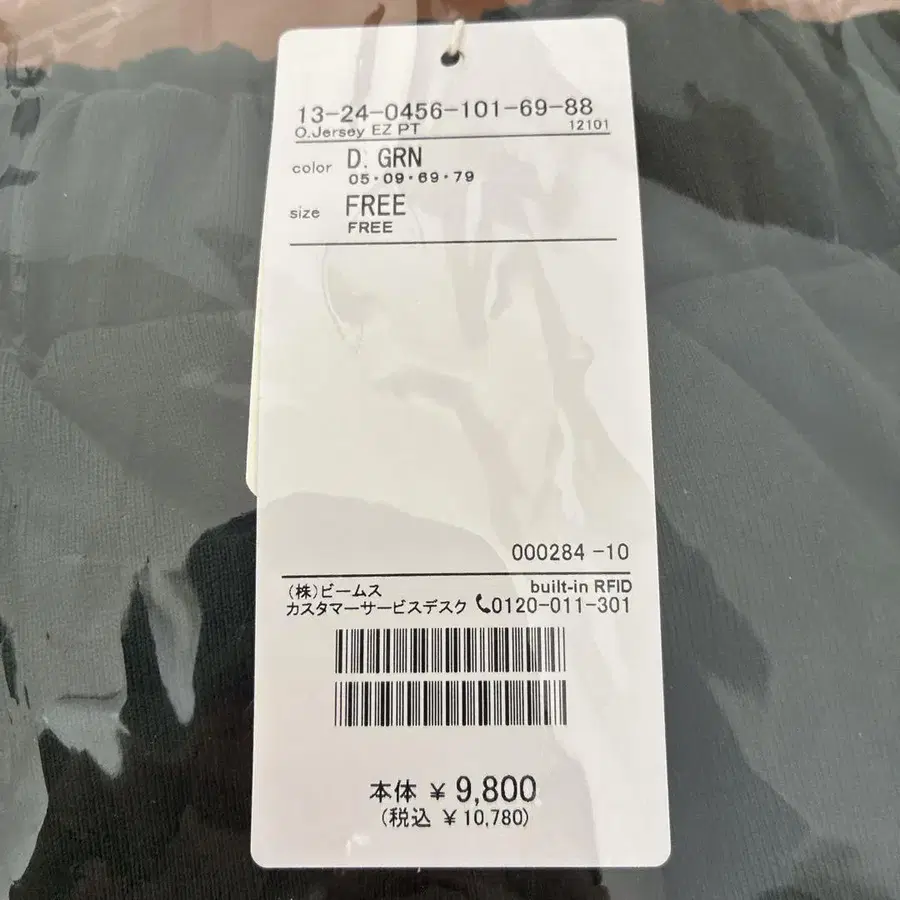 13-24-0456-101-69-88
O.Jersey EZ PT 12101
color D. GRN
05・09・69・79
size FREE
FREE
000284 -10
(株)ビームス built-in RFID
カスタマーサービスデスク 0120-011-301
本体 ¥ 9,800
(税込 ¥10,780)